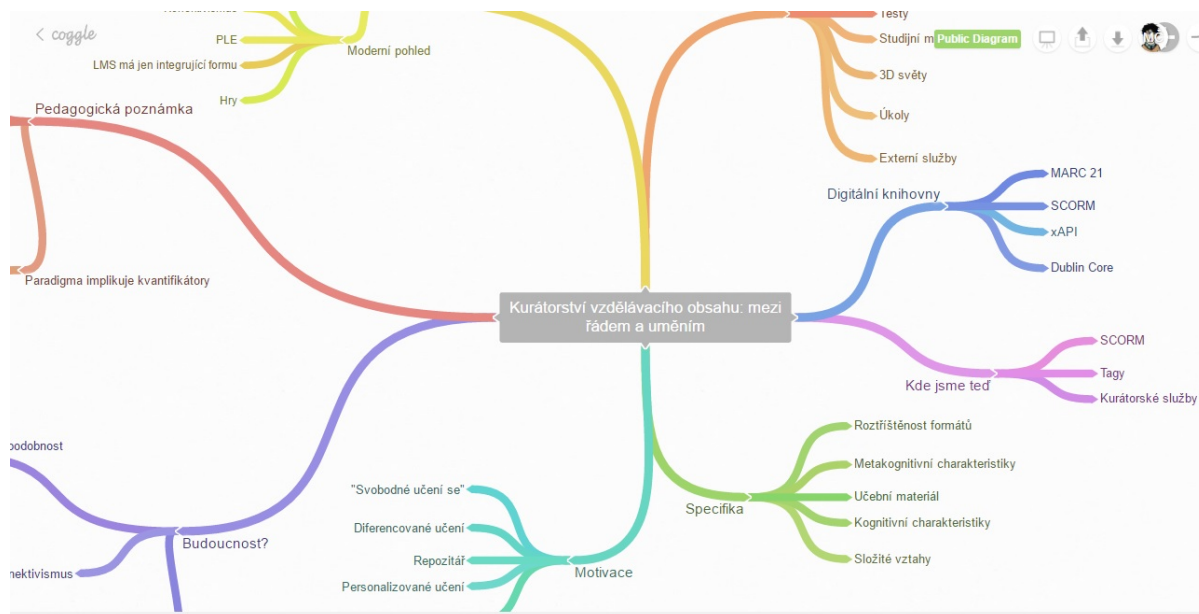 coggle
PLE
Moderní pohled
LMS má jen integrující formu
Hry
Pedagogická poznámka
Paradigma implikuje kvantifikátory
Testy
Studijní m
Public Diagram
3D světy
Úkoly
Externí služby
Digitální knihovny
MARC 21
SCORM
xAPI
Dublin Core
Kurátorství vzdělávacího obsahu: mezi
řádem a uměním
Kde jsme teď
SCORM
Tagy
Kurátorské služby
Specifika
Roztříštěnost formátů
Metakognitivní charakteristiky
Učební materiál
Kognitivní charakteristiky
Složité vztahy
"Svobodné učení se"
Diferencované učení
Repozitář
Personalizované učení
Motivace
podobnost
Budoucnost?
nektivismus